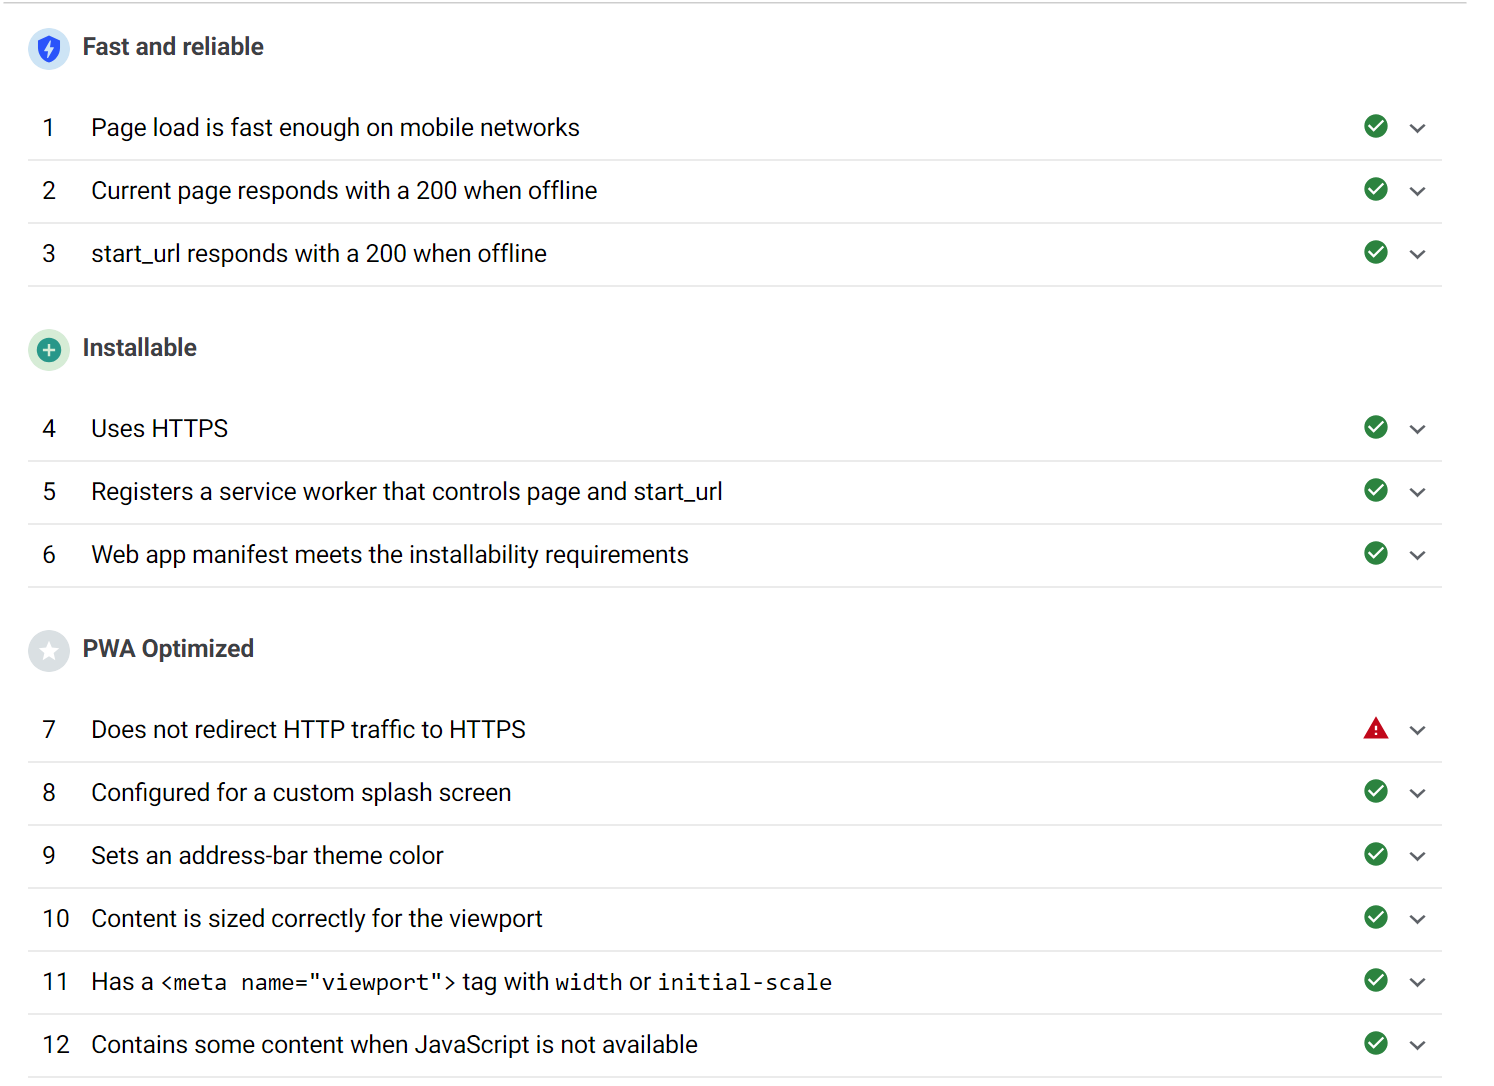 Fast and reliable
1 Page load is fast enough on mobile networks
2 Current page responds with a 200 when offline
3 start_url responds with a 200 when offline
Installable
4 Uses HTTPS
5 Registers a service worker that controls page and start_url
6 Web app manifest meets the installability requirements
PWA Optimized
7 Does not redirect HTTP traffic to HTTPS
8 Configured for a custom splash screen
9 Sets an address-bar theme color
10 Content is sized correctly for the viewport
11 Has a <meta name="viewport"> tag with width or initial-scale
12 Contains some content when JavaScript is not available